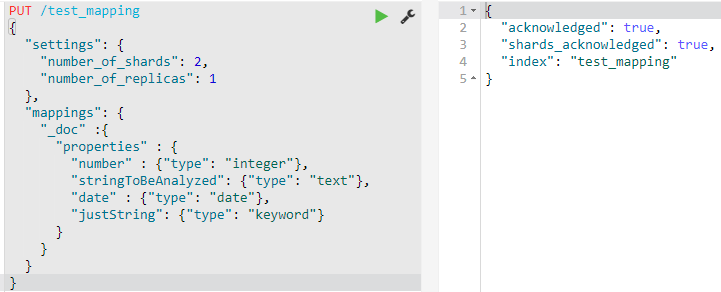 PUT /test_mapping
{
  "settings": {
    "number_of_shards": 2,
    "number_of_replicas": 1
  },
  "mappings": {
    "_doc" :{
      "properties" : {
        "number" : {"type": "integer"},
        "stringToBeAnalyzed": {"type": "text"},
        "date" : {"type": "date"},
        "justString": {"type": "keyword"}
      }
    }
  }
}
1 {
2   "acknowledged": true,
3   "shards_acknowledged": true,
4   "index": "test_mapping"
5 }